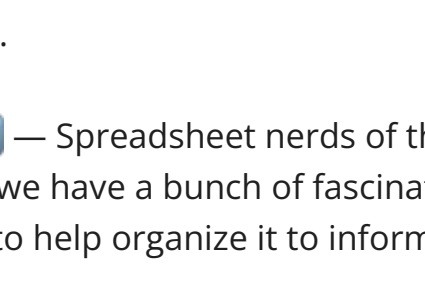 .
— Spreadsheet nerds of th
we have a bunch of fascinat
to help organize it to inform